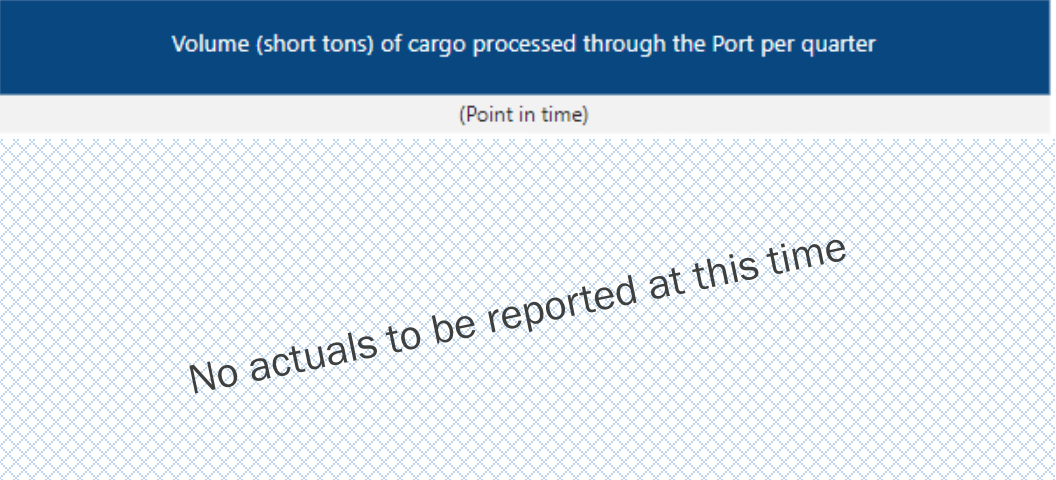 Volume (short tons) of cargo processed through the Port per quarter
(Point in time)
No actuals to be reported at this time